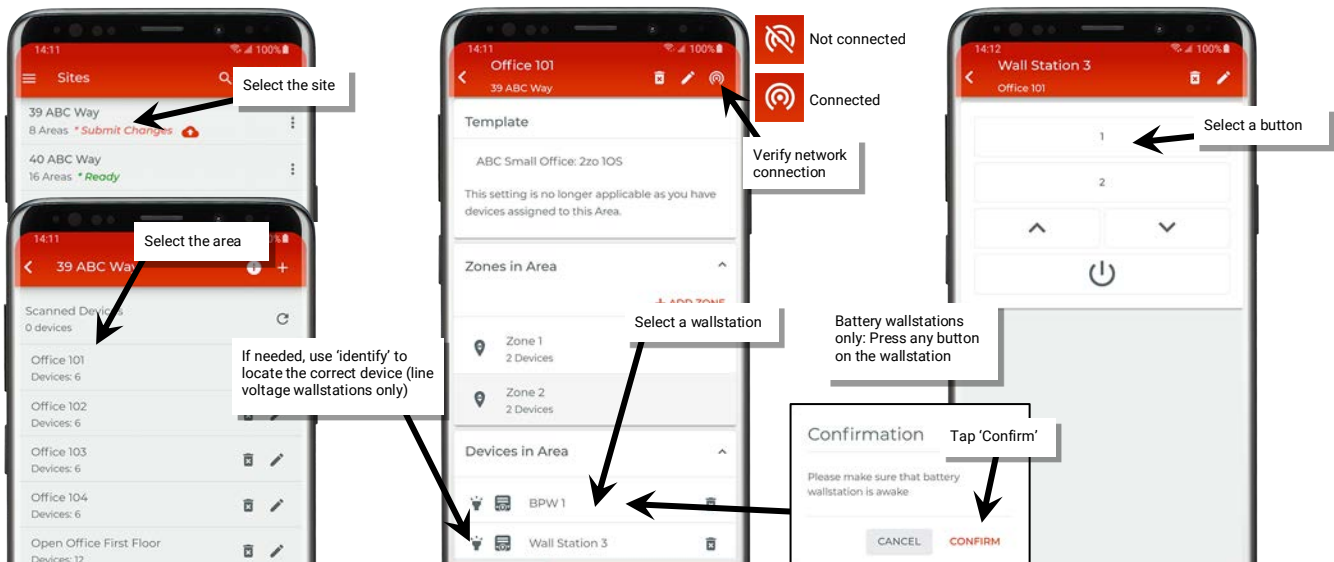 14:11
100%
Sites
Select the site
39 ABC Way
8 Areas * Submit Changes
40 ABC Way
16 Areas * Ready
14:11
0%
Select the area
39 ABC Way
Scanned Devices
0 devices
Office 101
Devices: 6
Office 102
Devices: 6
Office 103
Devices: 6
Office 104
Devices: 6
Open Office First Floor
Devices: 12
If needed, use ‘identify’ to
locate the correct device (line
voltage wallstations only)
14:11
100%
Office 101
39 ABC Way
Template
ABC Small Office: 2zo 1OS
This setting is no longer applicable as you have
devices assigned to this Area.
Zones in Area
+ ADD ZONE
Select a wallstation
Zone 1
2 Devices
Zone 2
2 Devices
Devices in Area
BPW 1
Wall Station 3
Not connected
Connected
Verify network
connection
Battery wallstations
only: Press any button
on the wallstation
Confirmation
Tap ‘Confirm’
Please make sure that battery
wallstation is awake
CANCEL
CONFIRM
14:12
100%
Wall Station 3
Office 101
Select a button
1
2